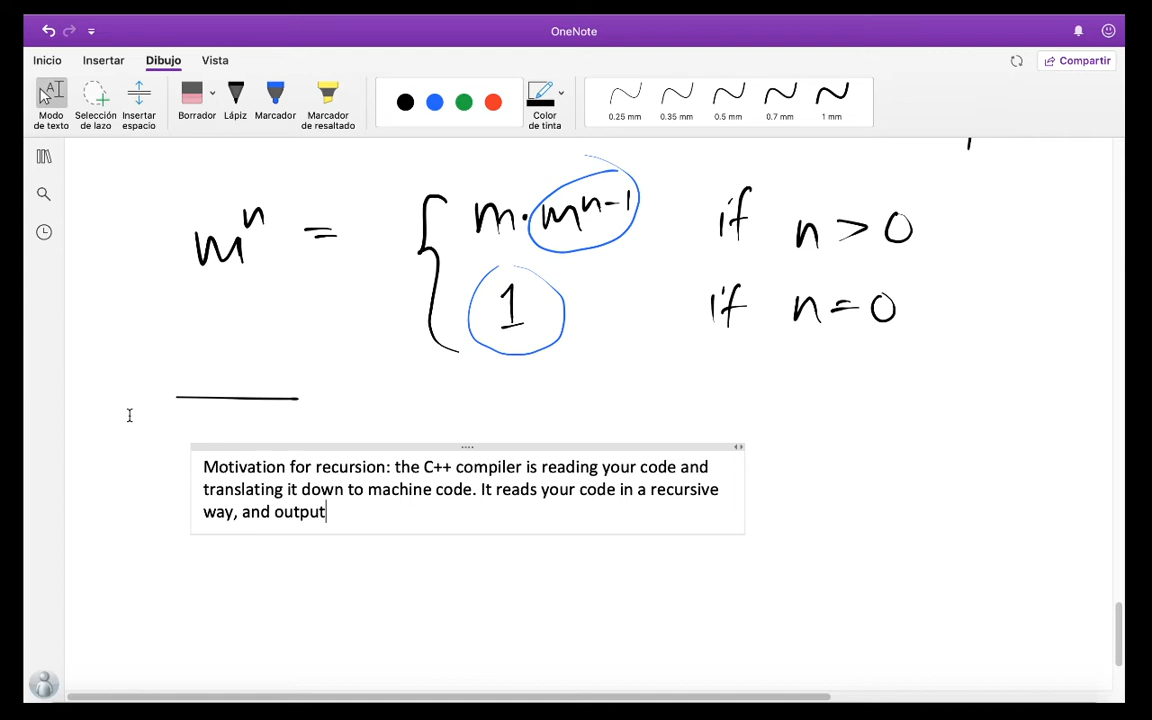 OneNote
Inicio Insertar Dibujo Vista Compartir
Modo de texto
Selección de lazo
Insertar espacio
Borrador
Lápiz
Marcador
Marcador de resaltado
Color de tinta
0.25 mm 0.35 mm 0.5 mm 0.7 mm 1 mm
mⁿ = { m · mⁿ⁻¹ if n > 0
1 if n = 0
Motivation for recursion: the C++ compiler is reading your code and
translating it down to machine code. It reads your code in a recursive
way, and output